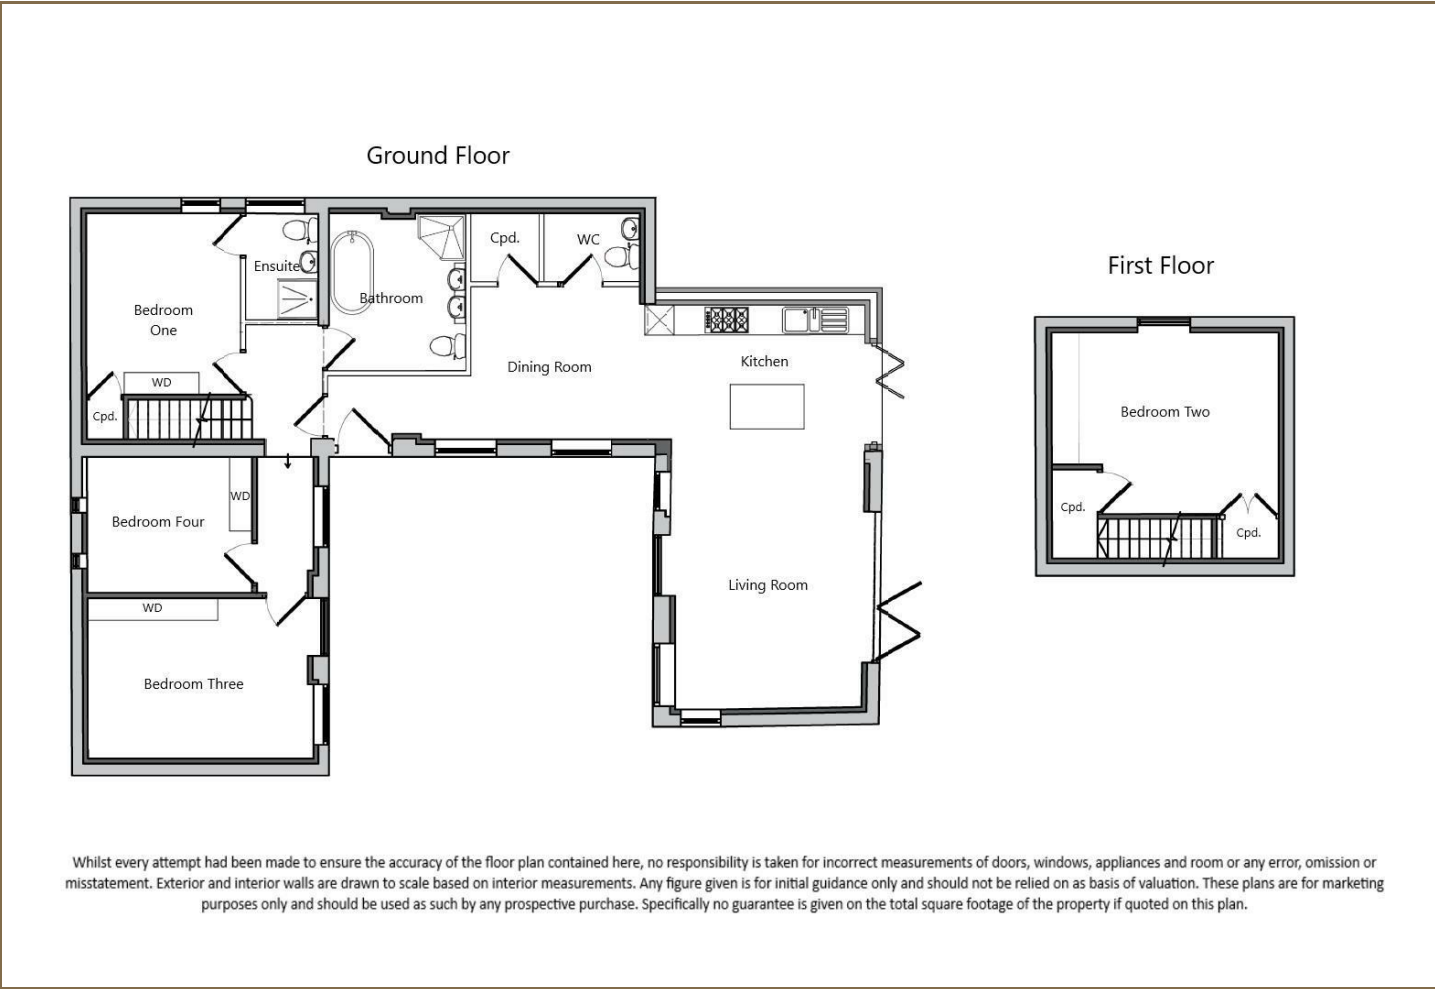 Ground Floor
Cpd.
WC
Ensuite
Bathroom
Bedroom
One
WD
Cpd.
Dining Room
Kitchen
WD
Bedroom Four
WD
Bedroom Three
Living Room
First Floor
Bedroom Two
Cpd.
Cpd.
Whilst every attempt had been made to ensure the accuracy of the floor plan contained here, no responsibility is taken for incorrect measurements of doors, windows, appliances and room or any error, omission or
misstatement. Exterior and interior walls are drawn to scale based on interior measurements. Any figure given is for initial guidance only and should not be relied on as basis of valuation. These plans are for marketing
purposes only and should be used as such by any prospective purchase. Specifically no guarantee is given on the total square footage of the property if quoted on this plan.